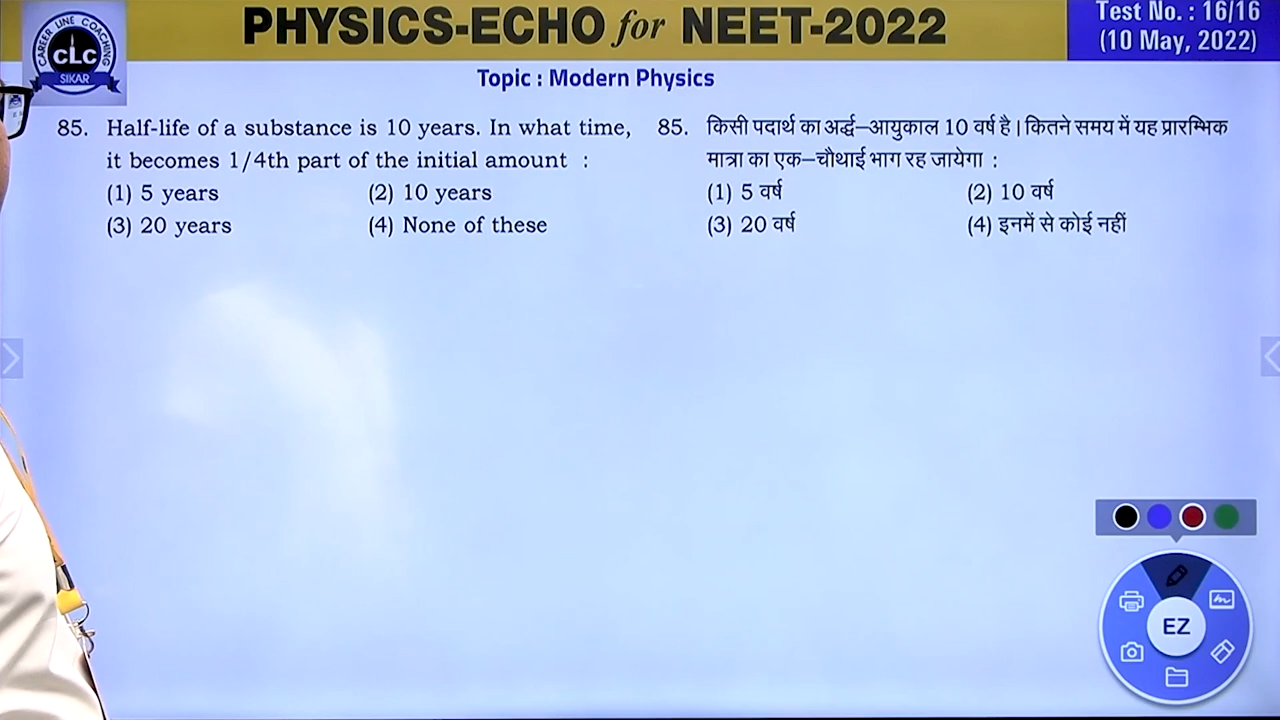 PHYSICS-ECHO for NEET-2022
Test No. : 16/16
(10 May, 2022)
CAREER LINE COACHING
CLC
SIKAR
Topic : Modern Physics
85. Half-life of a substance is 10 years. In what time,
it becomes 1/4th part of the initial amount :
(1) 5 years (2) 10 years
(3) 20 years (4) None of these
85. किसी पदार्थ का अर्द्ध–आयुकाल 10 वर्ष है। कितने समय में यह प्रारम्भिक
मात्रा का एक–चौथाई भाग रह जायेगा :
(1) 5 वर्ष (2) 10 वर्ष
(3) 20 वर्ष (4) इनमें से कोई नहीं
EZ